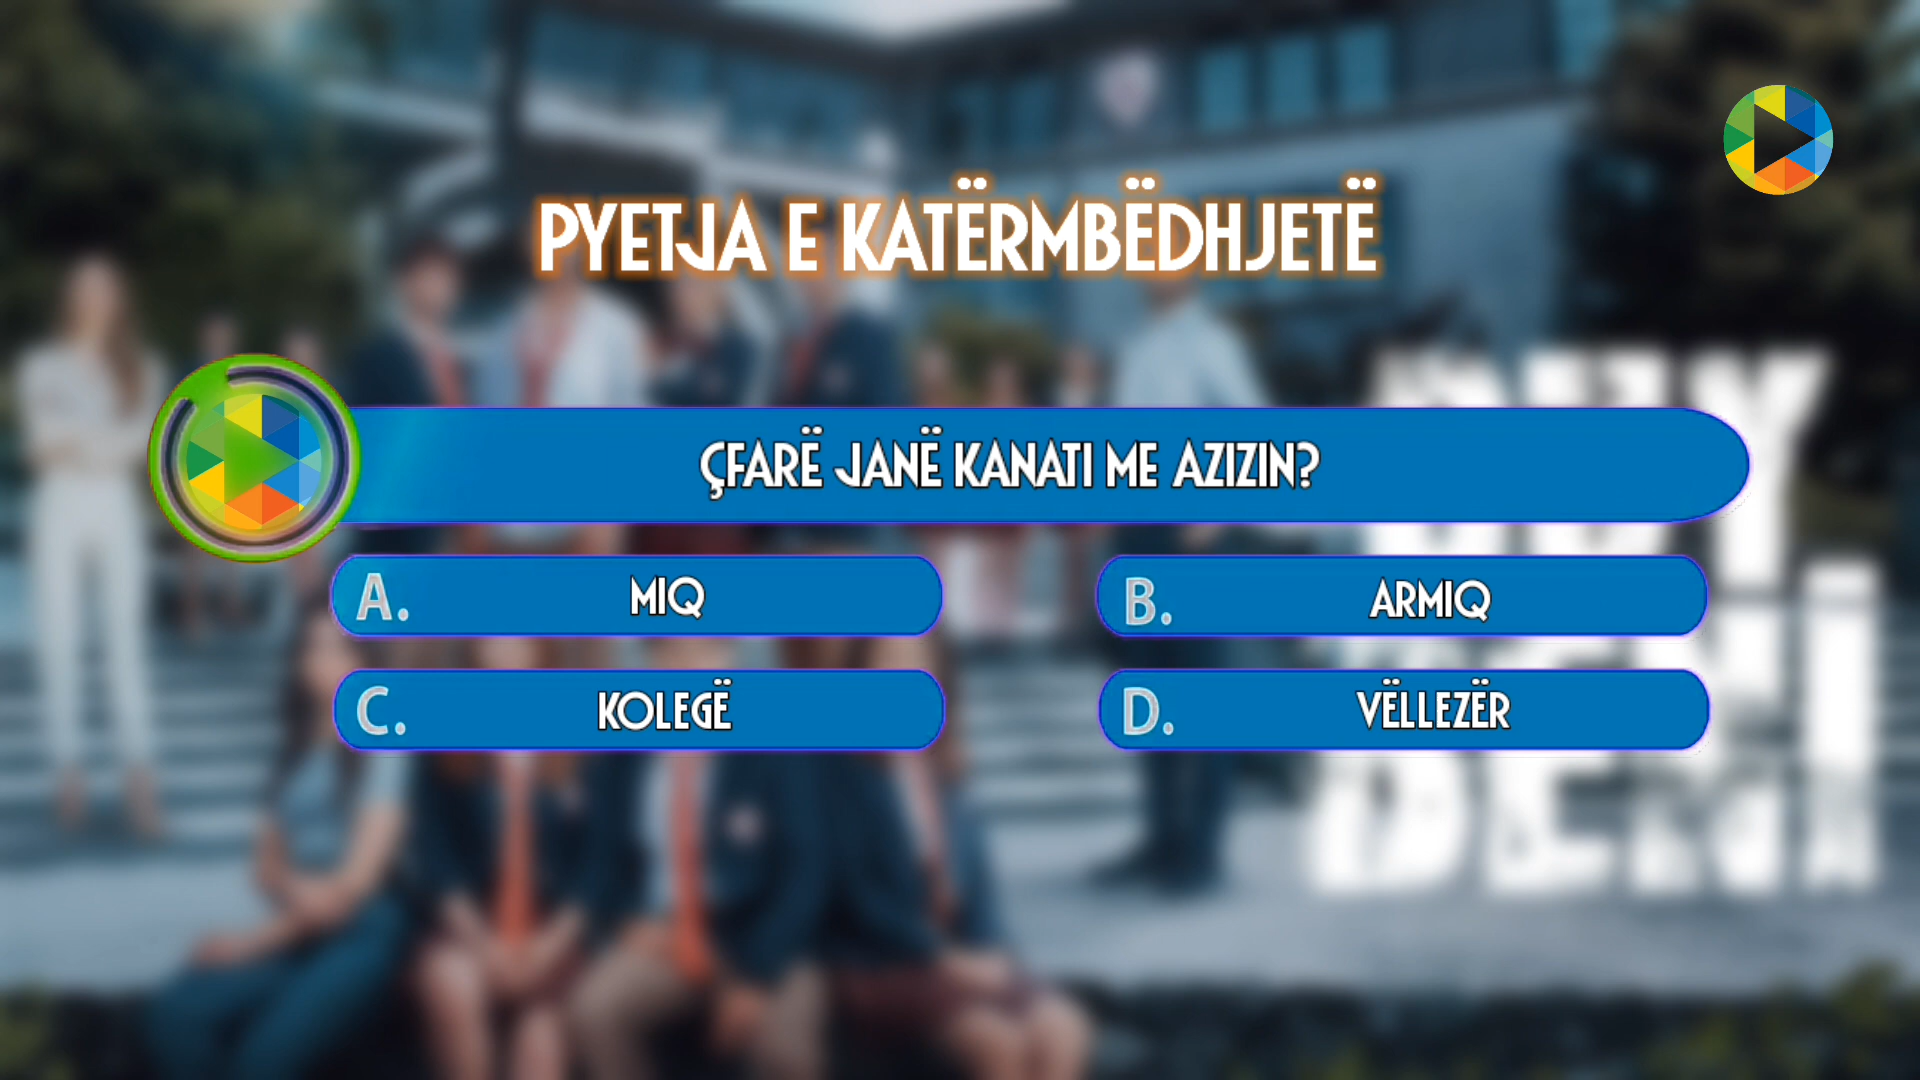 PYETJA E KATËRMBËDHJETË
ÇFARË JANË KANATI ME AZIZIN?
A. MIQ
B. ARMIQ
C. KOLEGË
D. VËLLEZËR